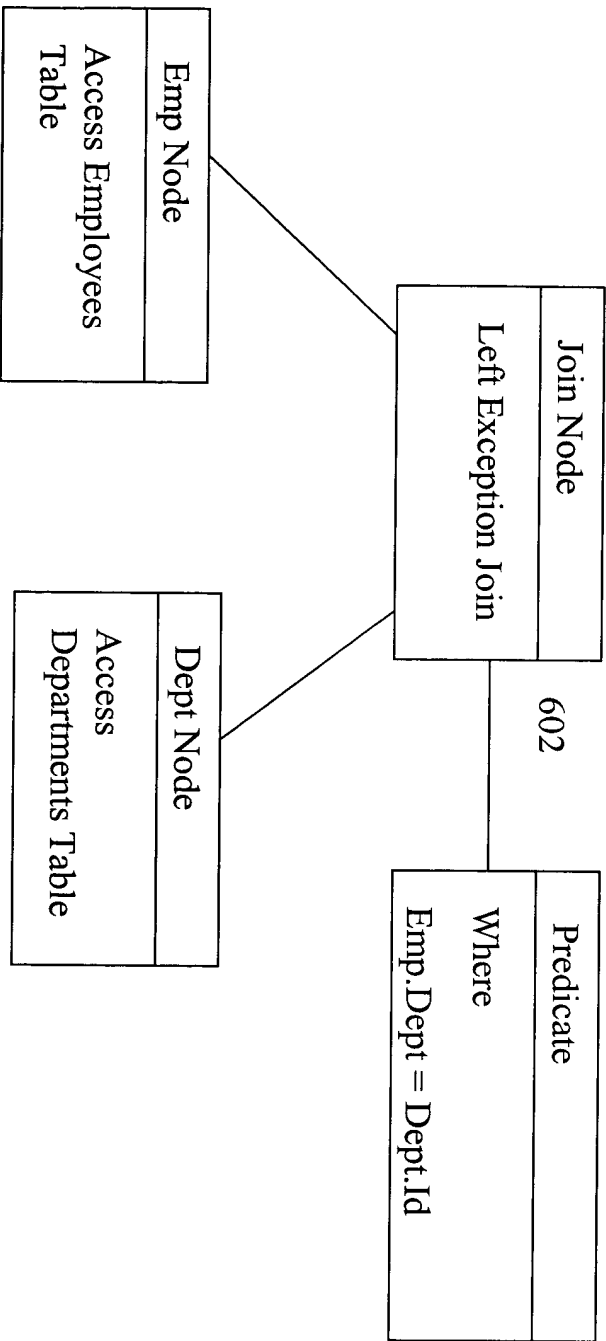 Join Node
Left Exception Join
602
Predicate
Where
Emp.Dept = Dept.Id
Emp Node
Access Employees
Table
Dept Node
Access
Departments Table